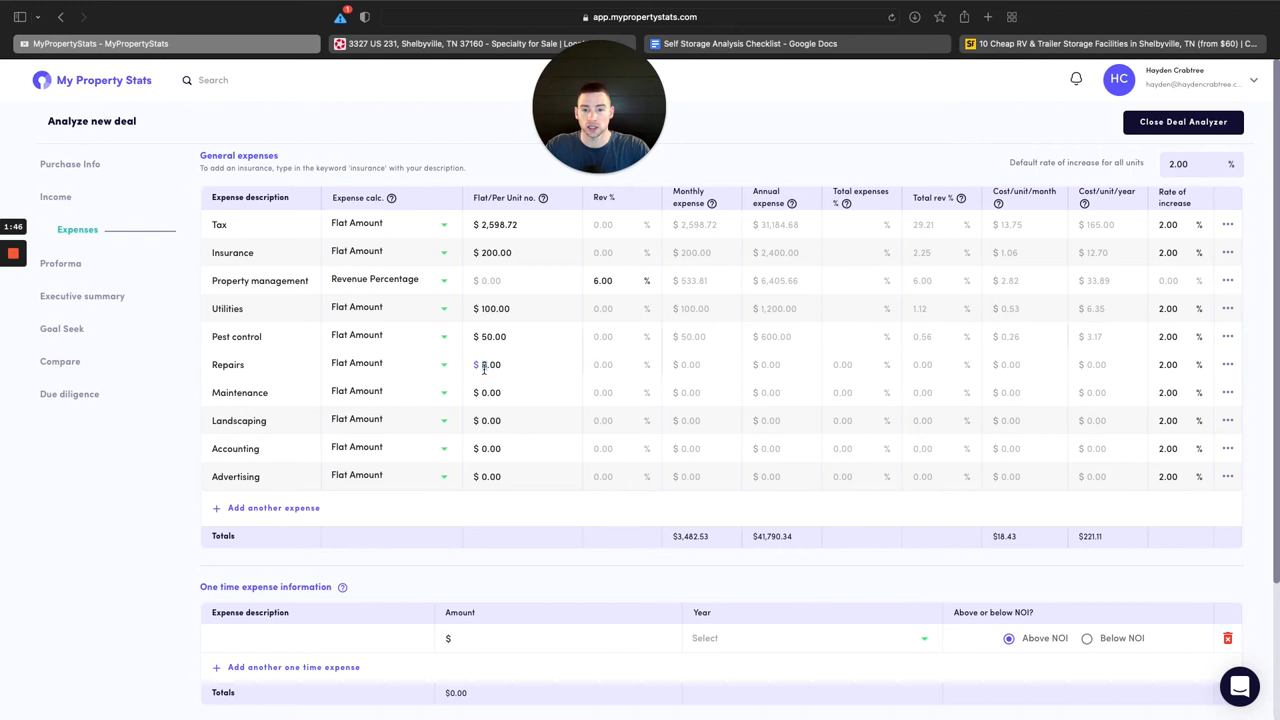 app.mypropertystats.com
MyPropertyStats - MyPropertyStats
3327 US 231, Shelbyville, TN 37160 - Specialty for Sale | Loop
Self Storage Analysis Checklist - Google Docs
10 Cheap RV & Trailer Storage Facilities in Shelbyville, TN (from $60) | C...
My Property Stats
Search
HC
Hayden Crabtree
hayden@haydencrabtree.c...
Analyze new deal
Close Deal Analyzer
Purchase Info
Income
Expenses
Proforma
Executive summary
Goal Seek
Compare
Due diligence
1:46
General expenses
To add an insurance, type in the keyword 'insurance' with your description.
Default rate of increase for all units 2.00 %
Expense description Expense calc. Flat/Per Unit no. Rev % Monthly expense Annual expense Total expenses % Total rev % Cost/unit/month Cost/unit/year Rate of increase
Tax Flat Amount $ 2,598.72 0.00 % $ 2,598.72 $ 31,184.68 % 29.21 % $ 13.75 $ 165.00 2.00 %
Insurance Flat Amount $ 200.00 0.00 % $ 200.00 $ 2,400.00 % 2.25 % $ 1.06 $ 12.70 2.00 %
Property management Revenue Percentage $ 0.00 6.00 % $ 533.81 $ 6,405.66 % 6.00 % $ 2.82 $ 33.89 0.00 %
Utilities Flat Amount $ 100.00 0.00 % $ 100.00 $ 1,200.00 % 1.12 % $ 0.53 $ 6.35 2.00 %
Pest control Flat Amount $ 50.00 0.00 % $ 50.00 $ 600.00 % 0.56 % $ 0.26 $ 3.17 2.00 %
Repairs Flat Amount $ 0.00 0.00 % $ 0.00 $ 0.00 0.00 % 0.00 % $ 0.00 $ 0.00 2.00 %
Maintenance Flat Amount $ 0.00 0.00 % $ 0.00 $ 0.00 0.00 % 0.00 % $ 0.00 $ 0.00 2.00 %
Landscaping Flat Amount $ 0.00 0.00 % $ 0.00 $ 0.00 0.00 % 0.00 % $ 0.00 $ 0.00 2.00 %
Accounting Flat Amount $ 0.00 0.00 % $ 0.00 $ 0.00 0.00 % 0.00 % $ 0.00 $ 0.00 2.00 %
Advertising Flat Amount $ 0.00 0.00 % $ 0.00 $ 0.00 0.00 % 0.00 % $ 0.00 $ 0.00 2.00 %
+ Add another expense
Totals $3,482.53 $41,790.34 $18.43 $221.11
One time expense information
Expense description Amount Year Above or below NOI?
$ Select Above NOI Below NOI
+ Add another one time expense
Totals $0.00